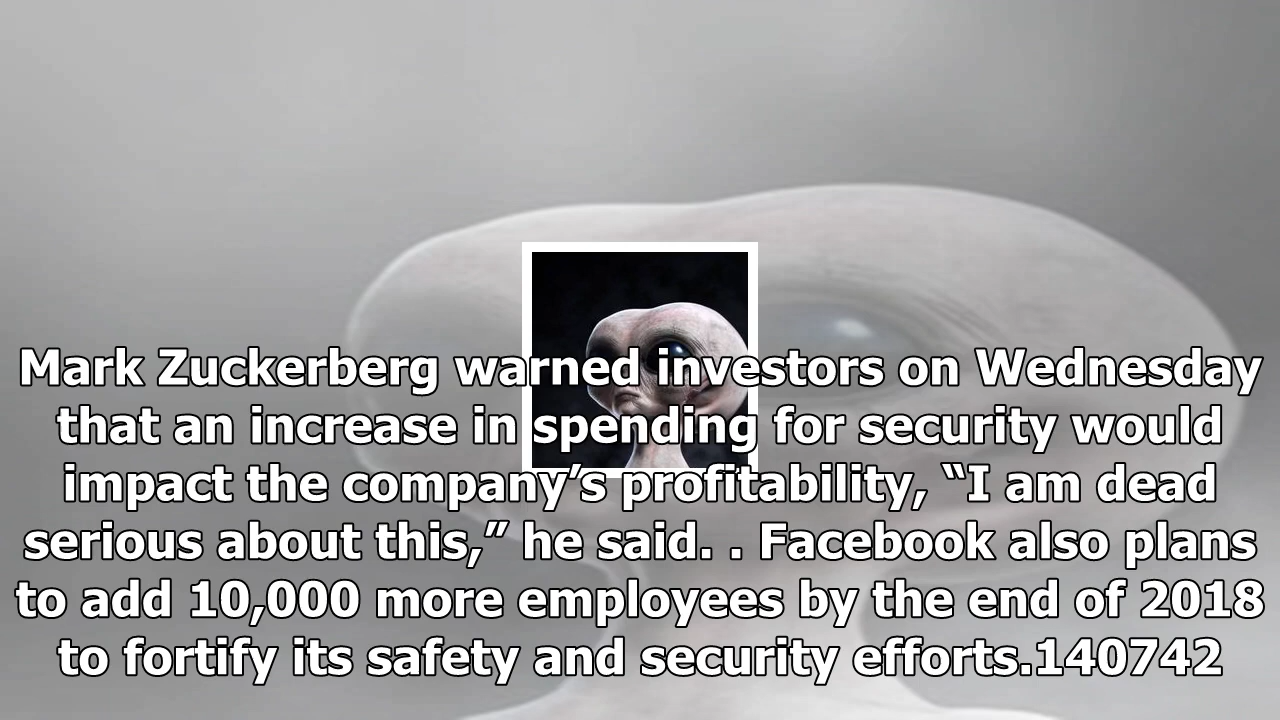 Mark Zuckerberg warned investors on Wednesday
that an increase in spending for security would
impact the company’s profitability, “I am dead
serious about this,” he said. . Facebook also plans
to add 10,000 more employees by the end of 2018
to fortify its safety and security efforts.140742